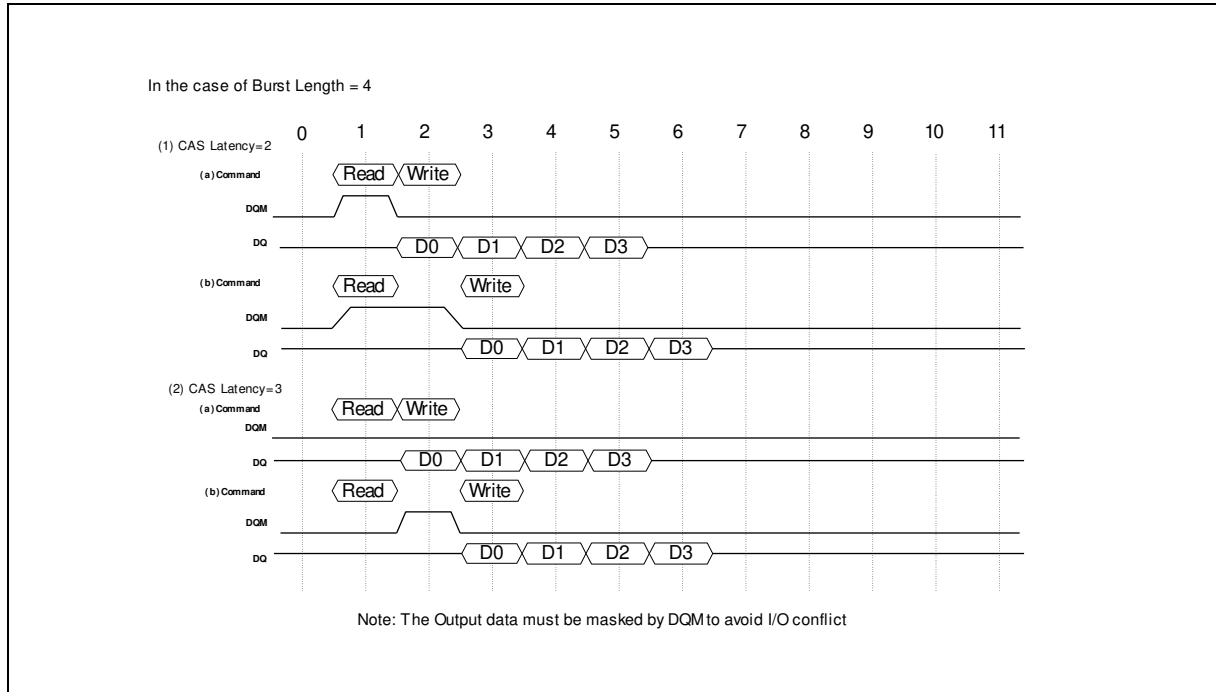 In the case of Burst Length = 4
0 1 2 3 4 5 6 7 8 9 10 11
(1) CAS Latency=2
(a) Command Read Write
DQM
DQ D0 D1 D2 D3
(b) Command Read Write
DQM
DQ D0 D1 D2 D3
(2) CAS Latency=3
(a) Command Read Write
DQM
DQ D0 D1 D2 D3
(b) Command Read Write
DQM
DQ D0 D1 D2 D3
Note: The Output data must be masked by DQM to avoid I/O conflict